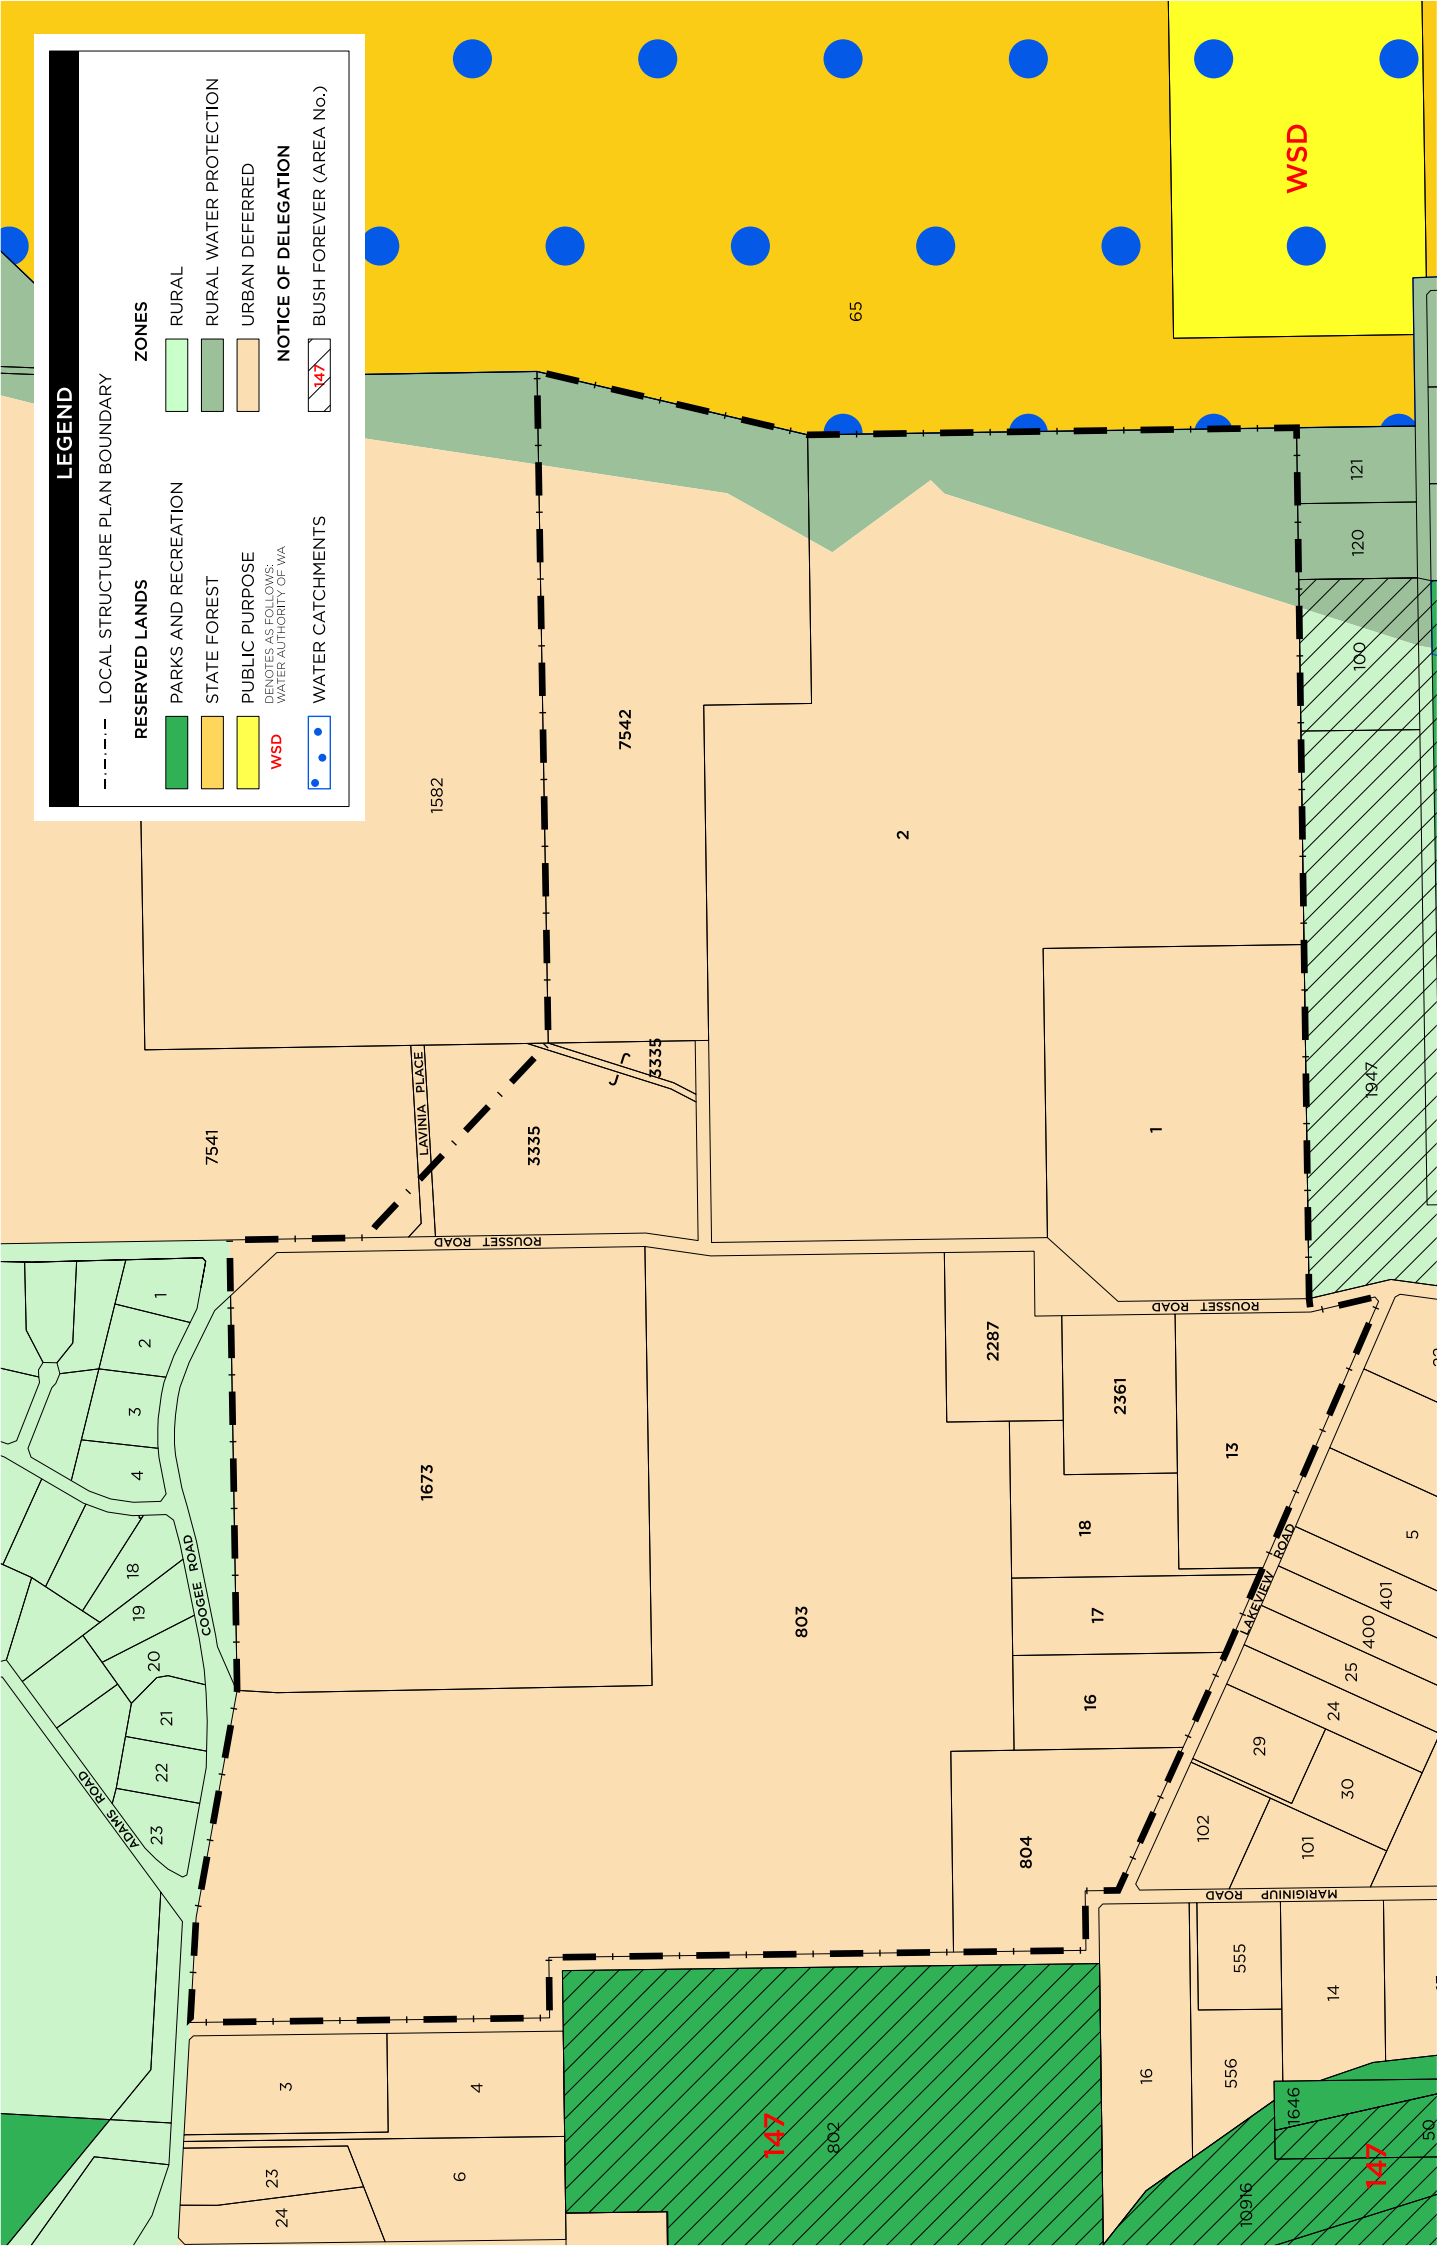 LEGEND
LOCAL STRUCTURE PLAN BOUNDARY
RESERVED LANDS
PARKS AND RECREATION
STATE FOREST
PUBLIC PURPOSE
DENOTES AS FOLLOWS:
WSD
WATER AUTHORITY OF WA
WATER CATCHMENTS
ZONES
RURAL
RURAL WATER PROTECTION
URBAN DEFERRED
NOTICE OF DELEGATION
147
BUSH FOREVER (AREA No.)
WSD
65
121
120
100
1947
1582
7542
2
1
7541
LAVINIA PLACE
3335
3335
ROUSSET ROAD
ROUSSET ROAD
1
2
3
4
18
19
20
21
22
23
COOGEE ROAD
ADAMS ROAD
1673
803
2287
2361
13
18
17
16
804
LAKEVIEW ROAD
5
401
400
25
24
29
30
102
101
MARIGINIUP ROAD
555
14
16
556
1646
50
10916
147
3
4
23
24
6
147
802